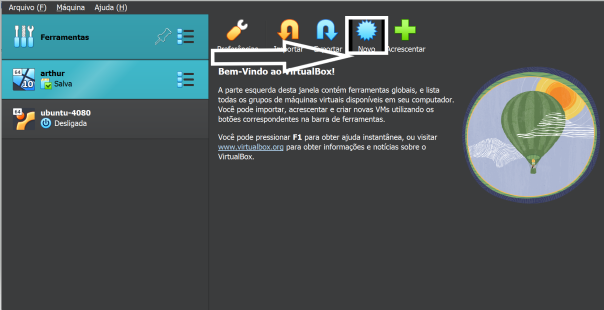 Arquivo (F) Máquina Ajuda (H)
Ferramentas
Preferências Importar Exportar Novo Acrescentar
arthur
Salva
10
64
ubuntu-4080
Desligada
Bem-Vindo ao VirtualBox!
A parte esquerda desta janela contém ferramentas globais, e lista
todas os grupos de máquinas virtuais disponíveis em seu computador.
Você pode importar, acrescentar e criar novas VMs utilizando os
botões correspondentes na barra de ferramentas.
Você pode pressionar F1 para obter ajuda instantânea, ou visitar
www.virtualbox.org para obter informações e notícias sobre o
VirtualBox.